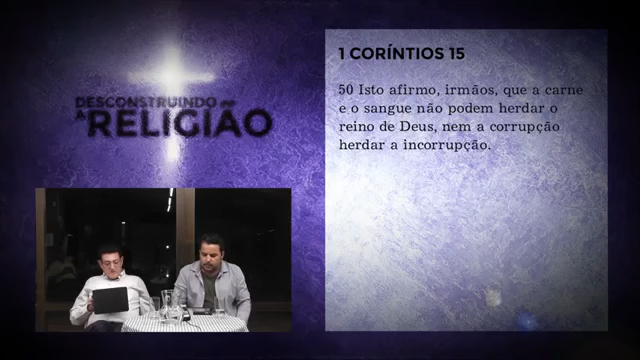 DESCONSTRUINDO
A RELIGIÃO
1 CORÍNTIOS 15
50 Isto afirmo, irmãos, que a carne
e o sangue não podem herdar o
reino de Deus, nem a corrupção
herdar a incorrupção.